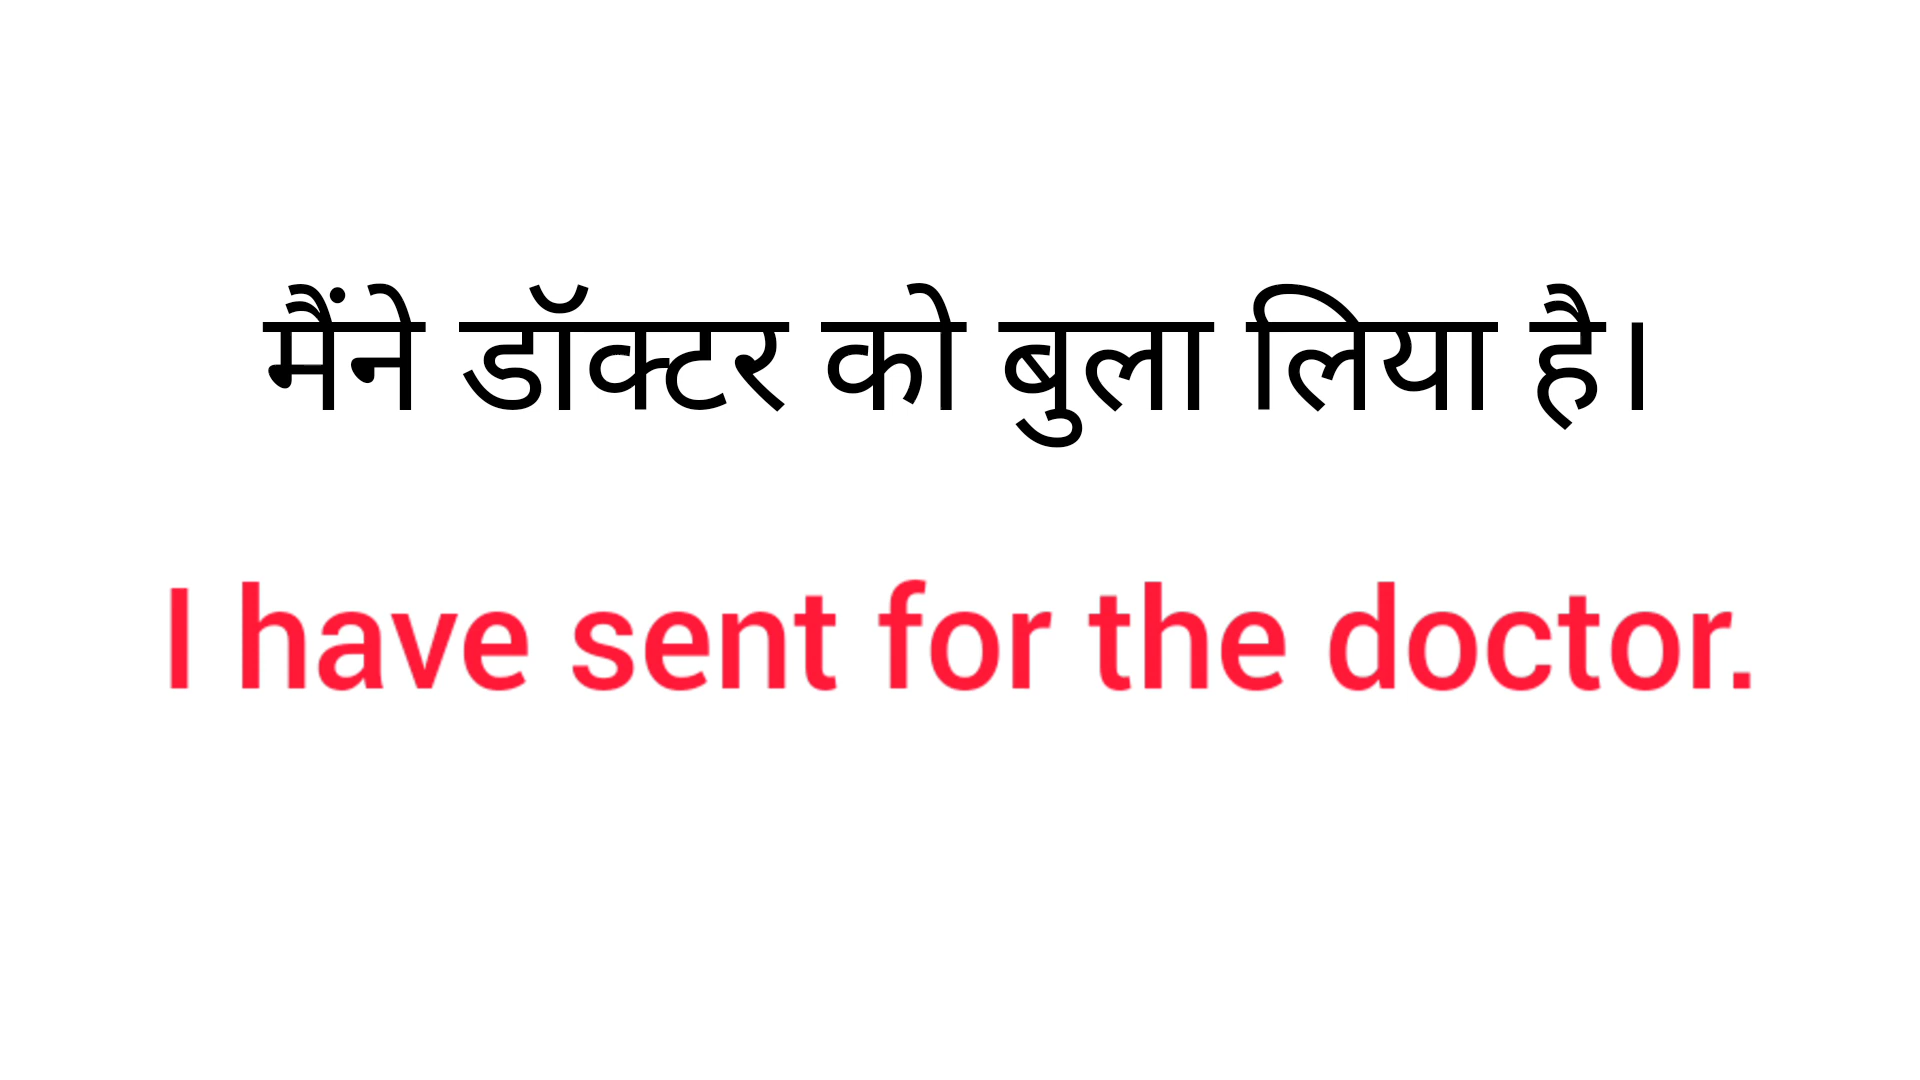 मैंने डॉक्टर को बुला लिया है।
I have sent for the doctor.